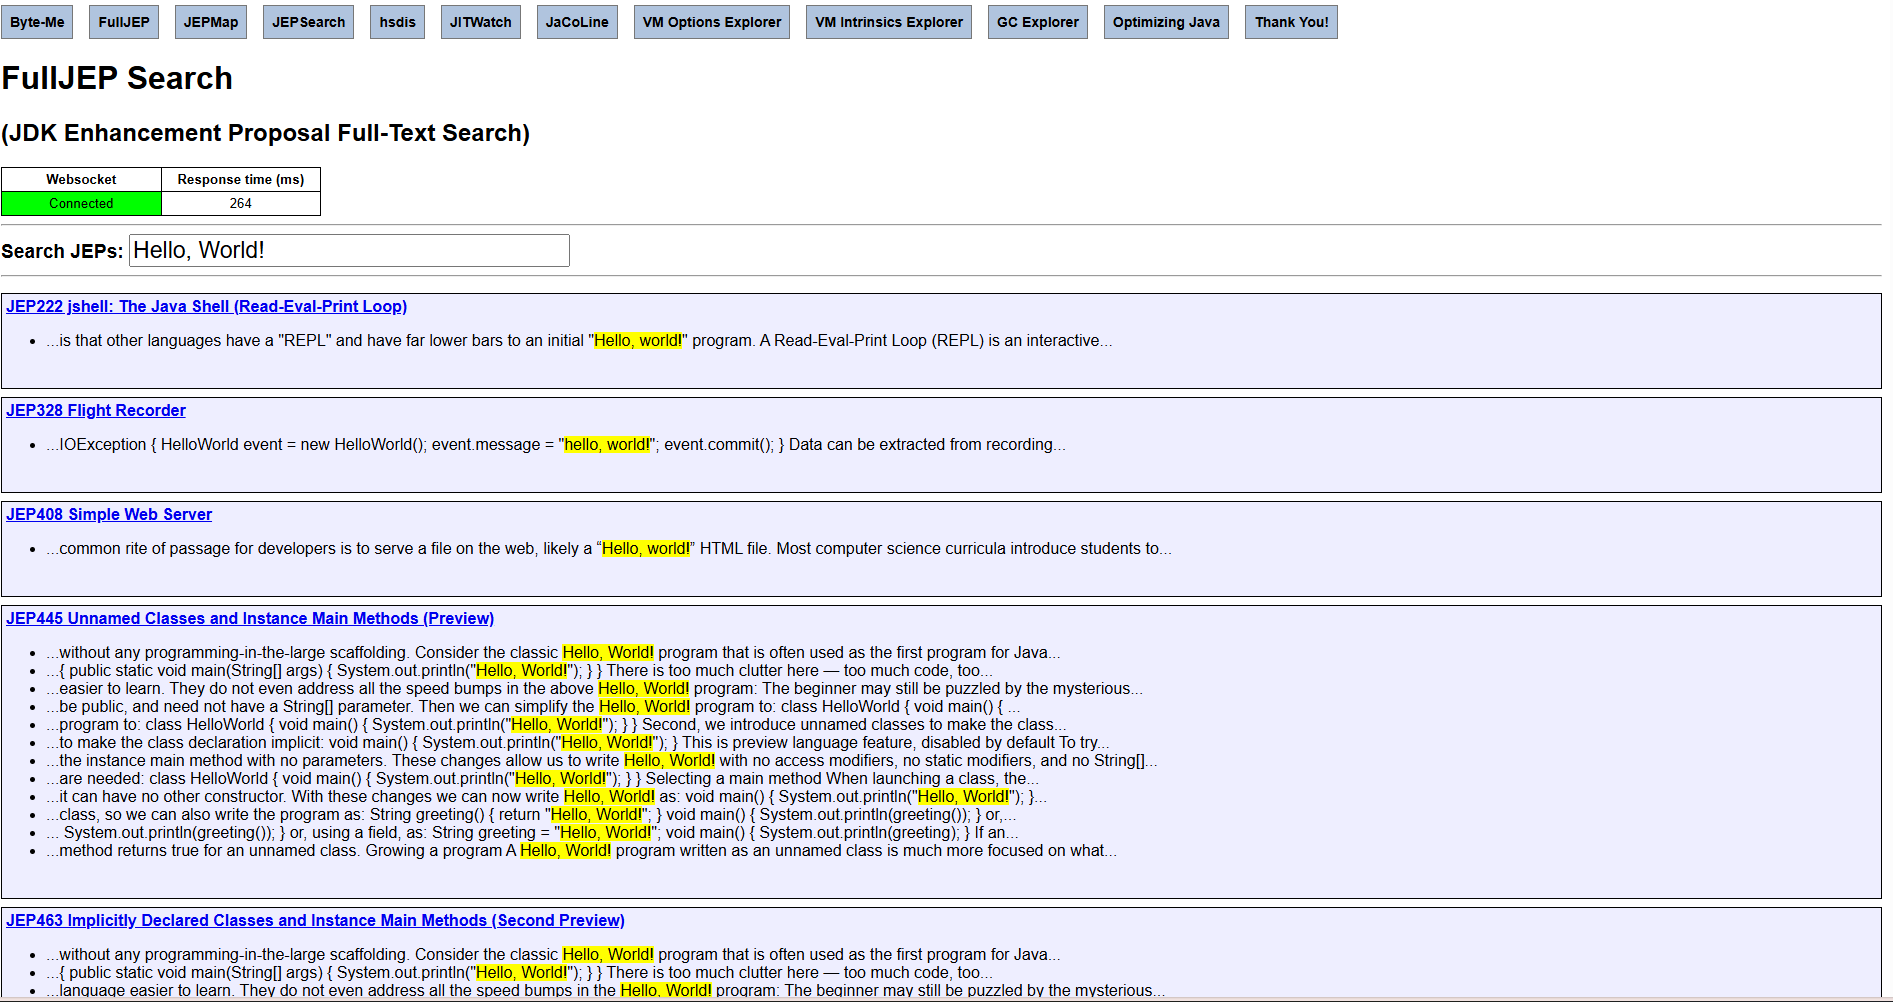 Byte-Me FullJEP JEPMap JEPSearch hsdis JITWatch JaCoLine VM Options Explorer VM Intrinsics Explorer GC Explorer Optimizing Java Thank You!
FullJEP Search
(JDK Enhancement Proposal Full-Text Search)
Websocket Response time (ms)
Connected 264
Search JEPs: Hello, World!
JEP222 jshell: The Java Shell (Read-Eval-Print Loop)
• ...is that other languages have a "REPL" and have far lower bars to an initial "Hello, world!" program. A Read-Eval-Print Loop (REPL) is an interactive...
JEP328 Flight Recorder
• ...IOException { HelloWorld event = new HelloWorld(); event.message = "hello, world!"; event.commit(); } Data can be extracted from recording...
JEP408 Simple Web Server
• ...common rite of passage for developers is to serve a file on the web, likely a “Hello, world!” HTML file. Most computer science curricula introduce students to...
JEP445 Unnamed Classes and Instance Main Methods (Preview)
• ...without any programming-in-the-large scaffolding. Consider the classic Hello, World! program that is often used as the first program for Java...
• ...{ public static void main(String[] args) { System.out.println("Hello, World!"); } } There is too much clutter here — too much code, too...
• ...easier to learn. They do not even address all the speed bumps in the above Hello, World! program: The beginner may still be puzzled by the mysterious...
• ...be public, and need not have a String[] parameter. Then we can simplify the Hello, World! program to: class HelloWorld { void main() { ...
• ...program to: class HelloWorld { void main() { System.out.println("Hello, World!"); } } Second, we introduce unnamed classes to make the class...
• ...to make the class declaration implicit: void main() { System.out.println("Hello, World!"); } This is preview language feature, disabled by default To try...
• ...the instance main method with no parameters. These changes allow us to write Hello, World! with no access modifiers, no static modifiers, and no String[]...
• ...are needed: class HelloWorld { void main() { System.out.println("Hello, World!"); } } Selecting a main method When launching a class, the...
• ...it can have no other constructor. With these changes we can now write Hello, World! as: void main() { System.out.println("Hello, World!"); }...
• ...class, so we can also write the program as: String greeting() { return "Hello, World!"; } void main() { System.out.println(greeting()); } or,...
• ... System.out.println(greeting()); } or, using a field, as: String greeting = "Hello, World!"; void main() { System.out.println(greeting); } If an...
• ...method returns true for an unnamed class. Growing a program A Hello, World! program written as an unnamed class is much more focused on what...
JEP463 Implicitly Declared Classes and Instance Main Methods (Second Preview)
• ...without any programming-in-the-large scaffolding. Consider the classic Hello, World! program that is often used as the first program for Java...
• ...{ public static void main(String[] args) { System.out.println("Hello, World!"); } } There is too much clutter here — too much code, too...
• ...language easier to learn. They do not even address all the speed bumps in the Hello, World! program: The beginner may still be puzzled by the mysterious...